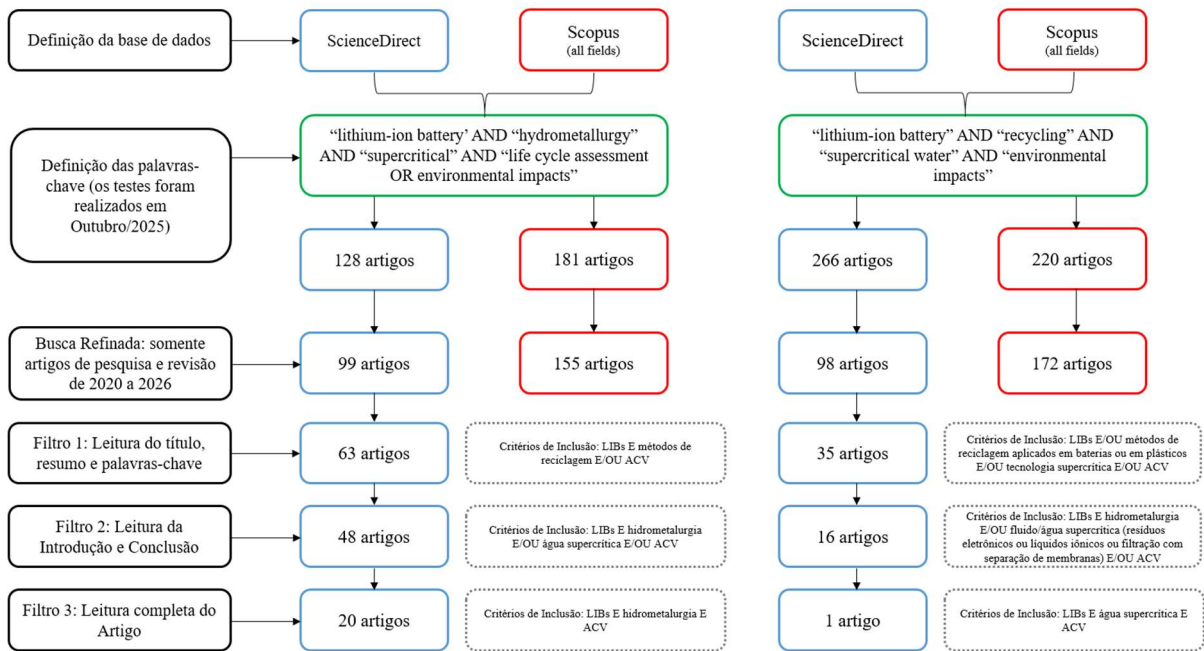 Definição da base de dados
ScienceDirect
Scopus
(all fields)
ScienceDirect
Scopus
(all fields)
Definição das palavras-
chave (os testes foram
realizados em
Outubro/2025)
“lithium-ion battery’ AND “hydrometallurgy”
AND “supercritical” AND “life cycle assessment
OR environmental impacts”
“lithium-ion battery” AND “recycling” AND
“supercritical water” AND “environmental
impacts”
128 artigos
181 artigos
266 artigos
220 artigos
Busca Refinada: somente
artigos de pesquisa e revisão
de 2020 a 2026
99 artigos
155 artigos
98 artigos
172 artigos
Filtro 1: Leitura do título,
resumo e palavras-chave
63 artigos
Critérios de Inclusão: LIBs E métodos de
reciclagem E/OU ACV
35 artigos
Critérios de Inclusão: LIBs E/OU métodos de
reciclagem aplicados em baterias ou em plásticos
E/OU tecnologia supercrítica E/OU ACV
Filtro 2: Leitura da
Introdução e Conclusão
48 artigos
Critérios de Inclusão: LIBs E hidrometalurgia
E/OU água supercrítica E/OU ACV
16 artigos
Critérios de Inclusão: LIBs E hidrometalurgia
E/OU fluido/água supercrítica (resíduos
eletrônicos ou líquidos iônicos ou filtração com
separação de membranas) E/OU ACV
Filtro 3: Leitura completa do
Artigo
20 artigos
Critérios de Inclusão: LIBs E hidrometalurgia E
ACV
1 artigo
Critérios de Inclusão: LIBs E água supercrítica E
ACV